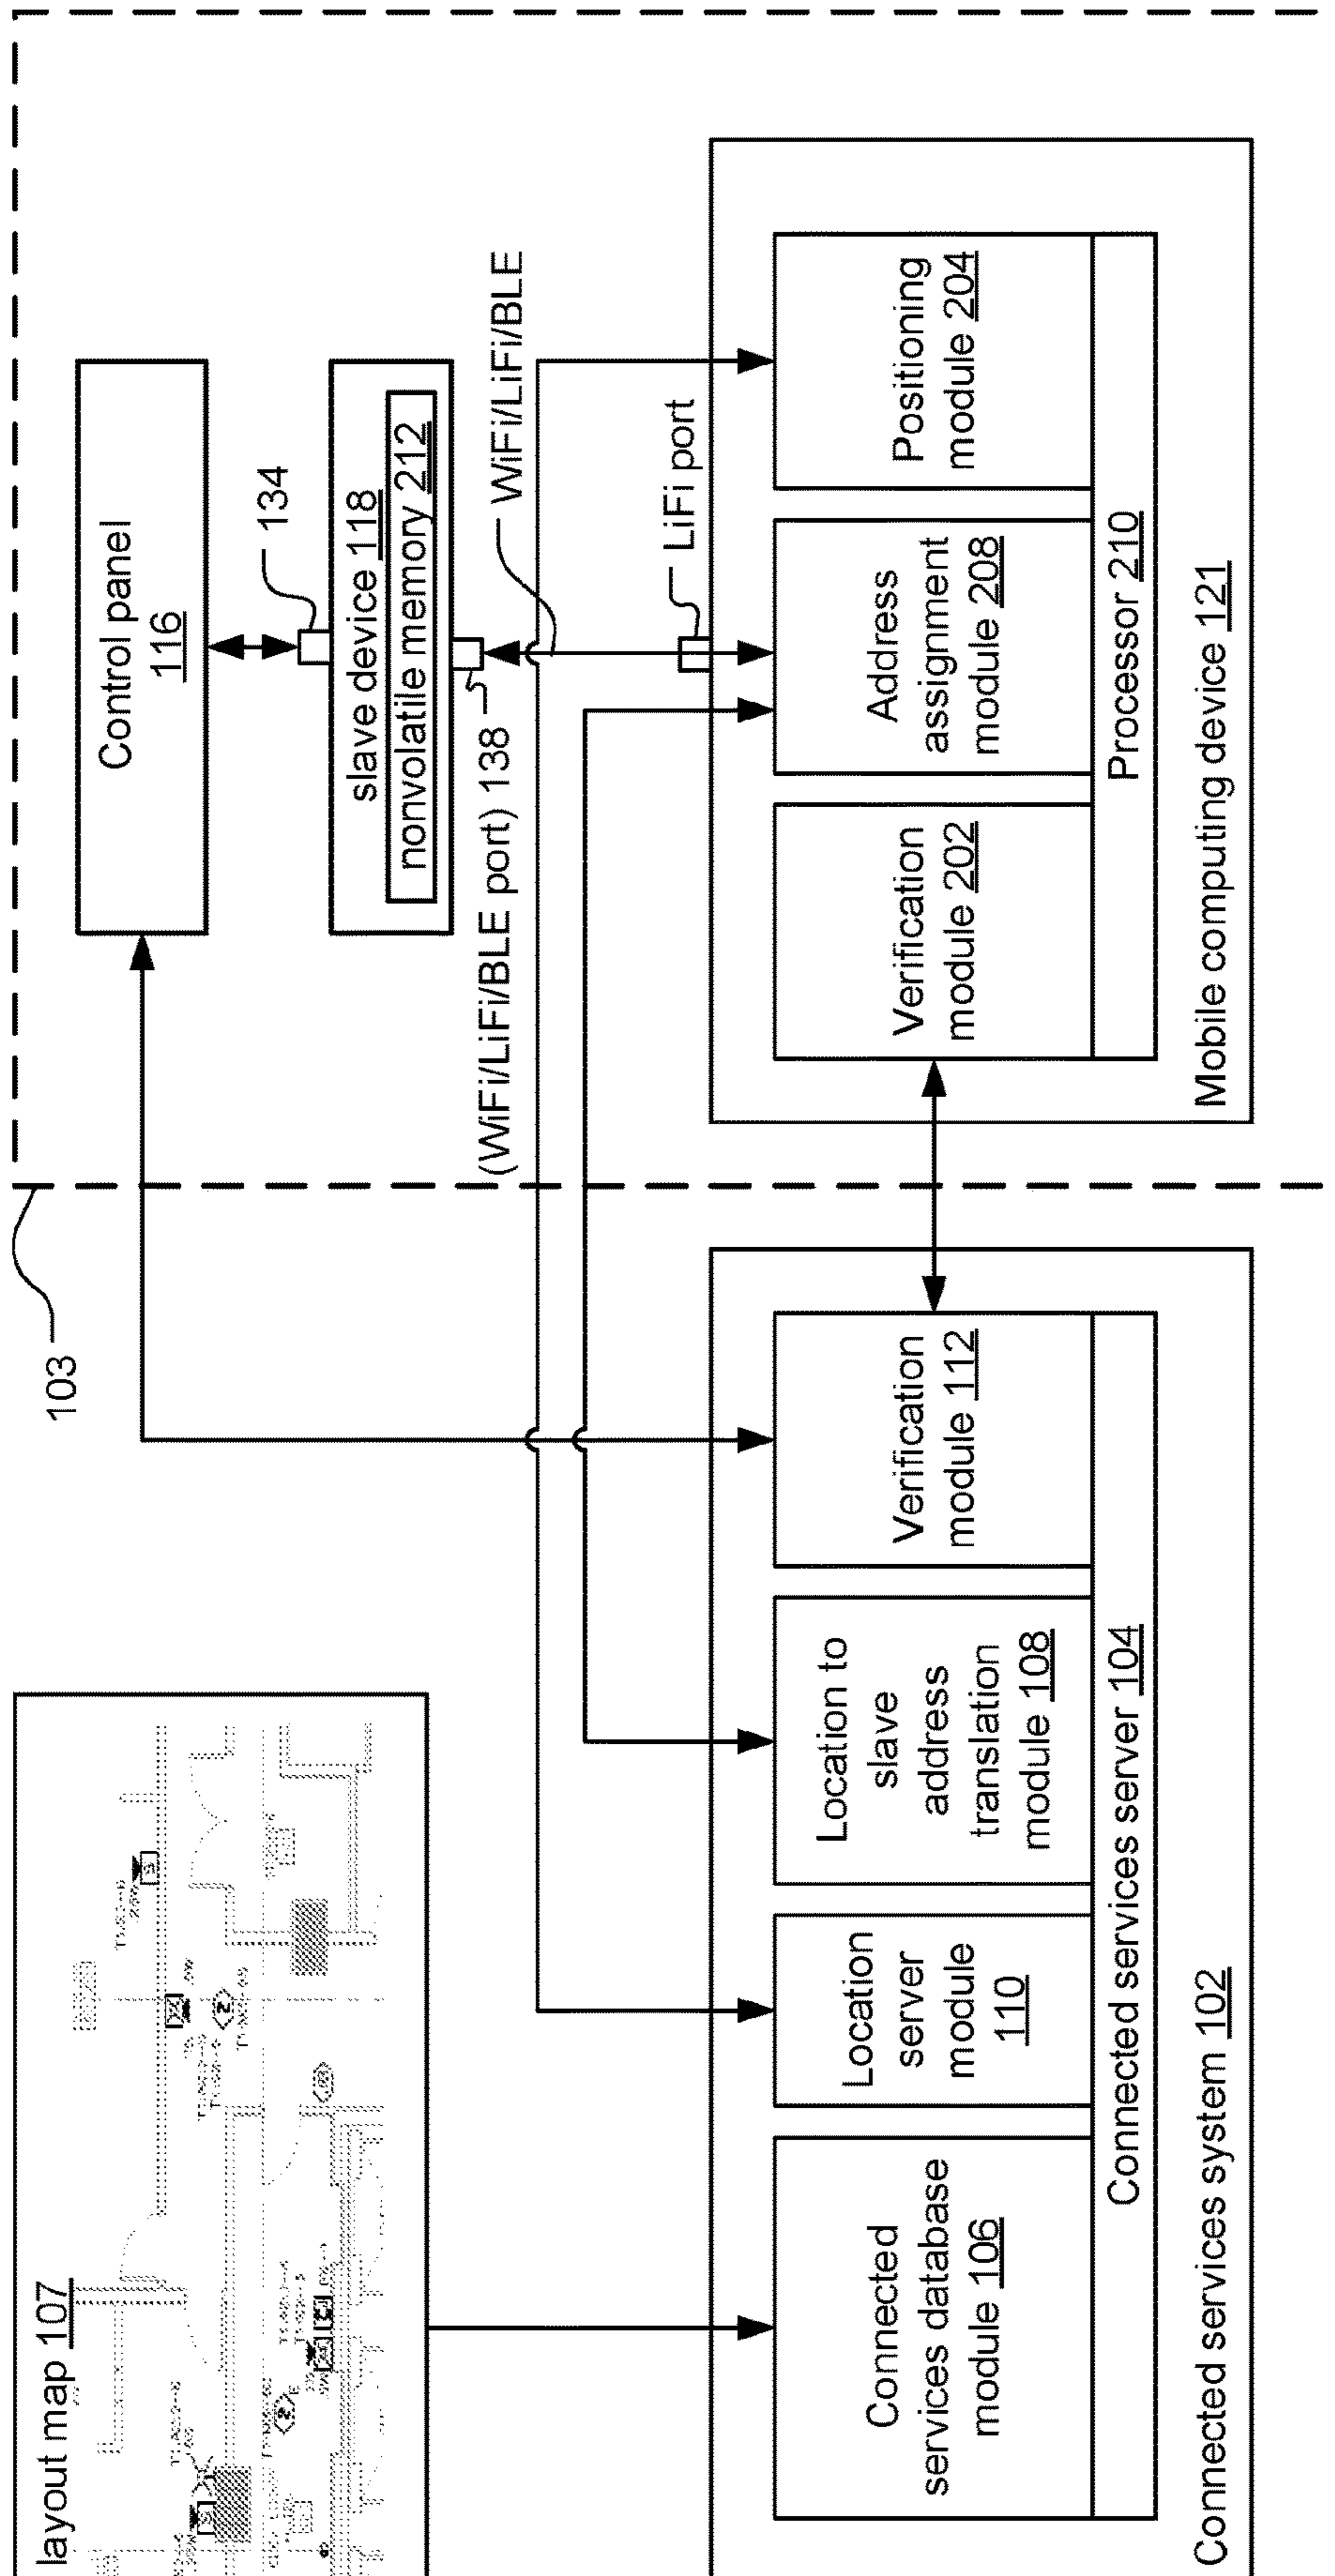 layout map 107
103
Control panel
116
134
slave device 118
nonvolatile memory 212
(WiFi/LiFi/BLE port) 138
WiFi/LiFi/BLE
LiFi port
Connected
services database
module 106
Location
server
module
110
Location to
slave
address
translation
module 108
Verification
module 112
Connected services server 104
Connected services system 102
Verification
module 202
Address
assignment
module 208
Positioning
module 204
Processor 210
Mobile computing device 121